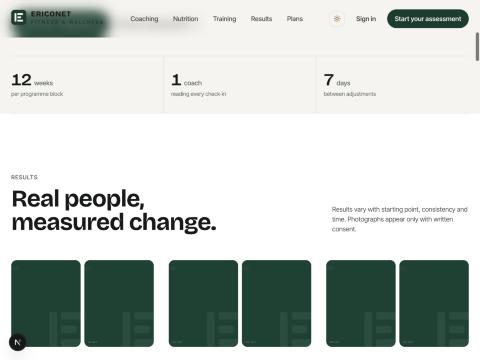 ERICONET
FITNESS & WELLNESS
Coaching
Nutrition
Training
Results
Plans
Sign in
Start your assessment
12 weeks
per programme block
1 coach
reading every check-in
7 days
between adjustments
RESULTS
Real people,
measured change.
Results vary with starting point, consistency and
time. Photographs appear only with written
consent.
N